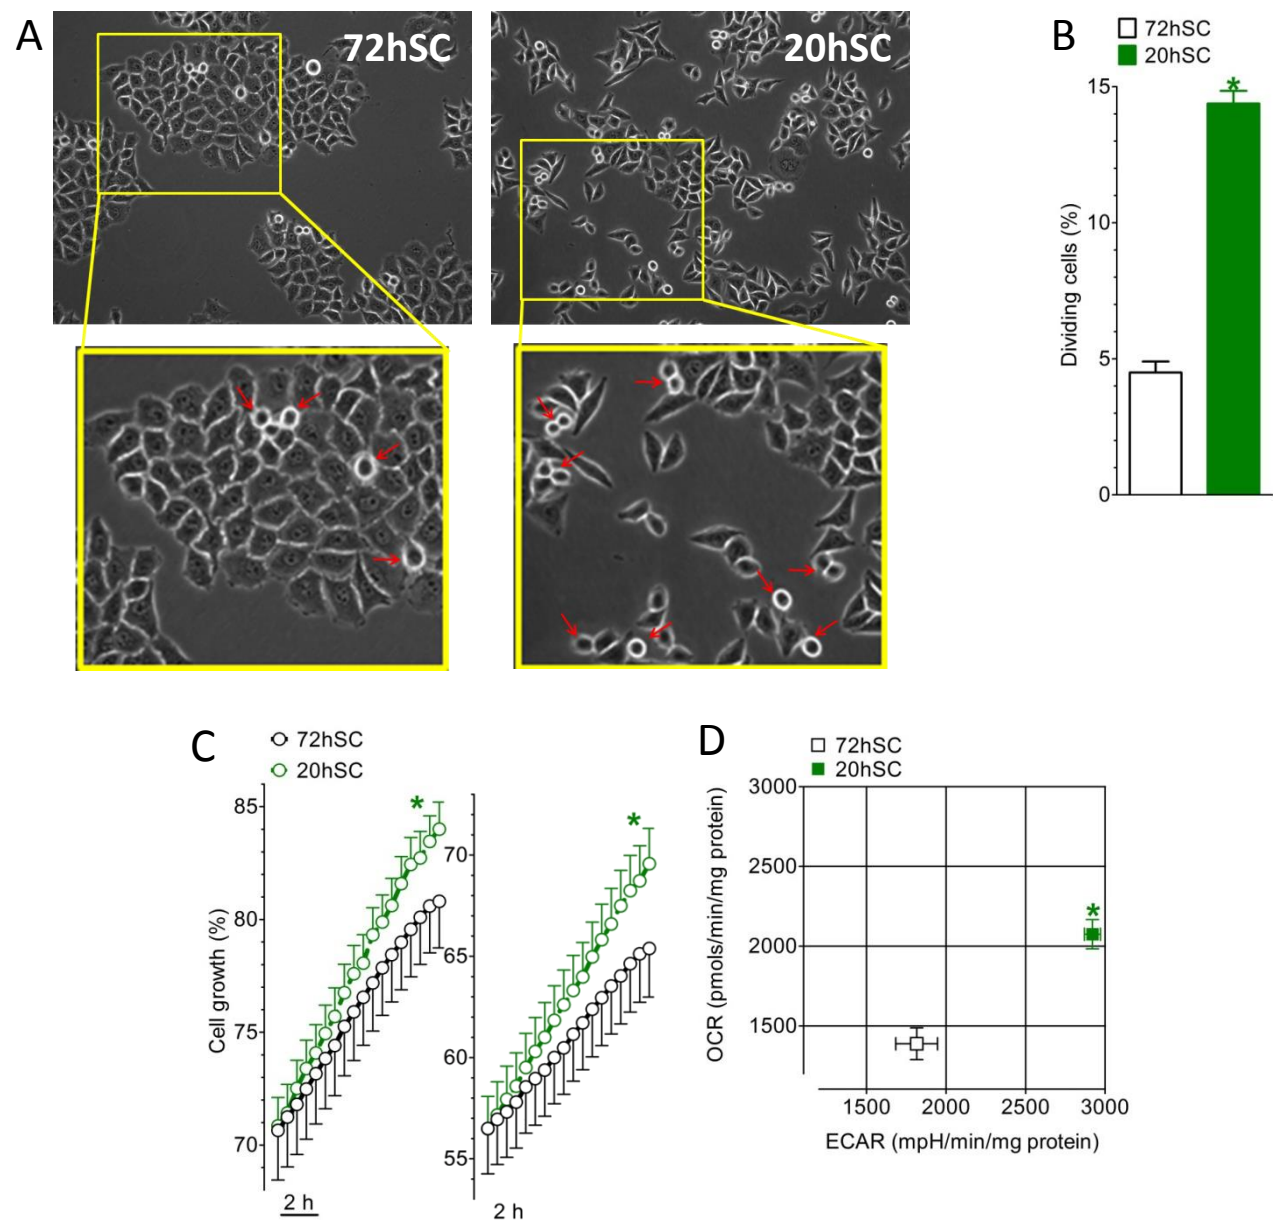 A
72hSC
20hSC
B
72hSC
20hSC
15
10
5
0
Dividing cells (%)
*
C
72hSC
20hSC
85
80
75
70
Cell growth (%)
*
2 h
70
65
60
55
*
2 h
D
72hSC
20hSC
3000
2500
2000
1500
OCR (pmols/min/mg protein)
*
1500 2000 2500 3000
ECAR (mpH/min/mg protein)